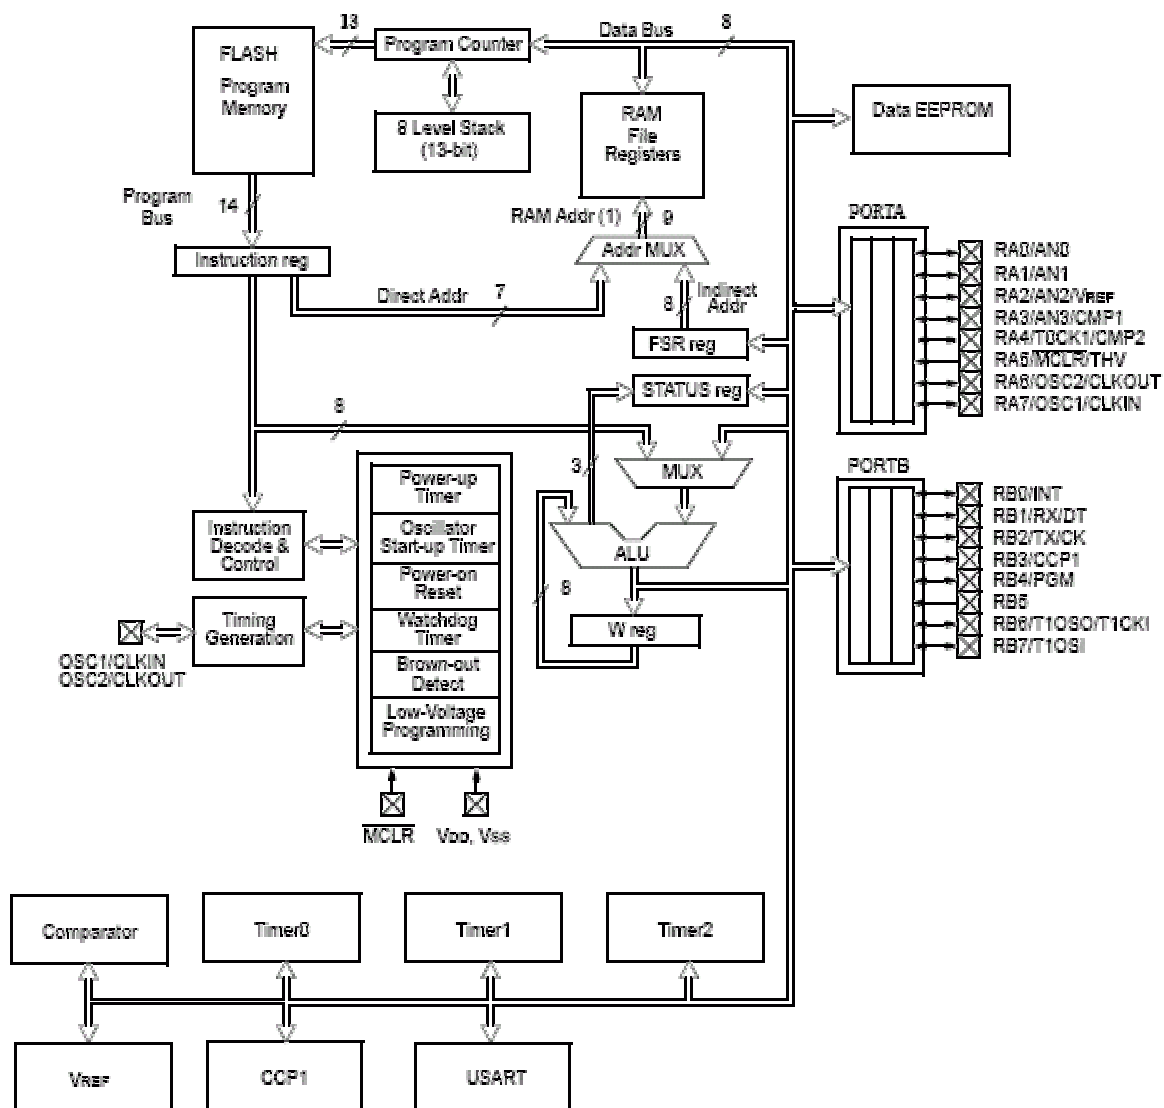 13
Data Bus
8
FLASH
Program
Memory
Program Counter
8 Level Stack
(13-bit)
RAM
File
Registers
Data EEPROM
Program
Bus
14
RAM Addr (1)
9
PORTA
Instruction reg
Addr MUX
Direct Addr
7
8
Indirect
Addr
FSR reg
STATUS reg
RA0/AN0
RA1/AN1
RA2/AN2/VREF
RA3/AN3/CMP1
RA4/T0CK1/CMP2
RA5/MCLR/THV
RA6/OSC2/CLKOUT
RA7/OSC1/CLKIN
8
3
MUX
PORTB
Power-up
Timer
Oscillator
Start-up Timer
Power-on
Reset
Watchdog
Timer
Brown-out
Detect
Low-Voltage
Programming
Instruction
Decode &
Control
Timing
Generation
OSC1/CLKIN
OSC2/CLKOUT
ALU
8
W reg
RB0/INT
RB1/RX/DT
RB2/TX/CK
RB3/CCP1
RB4/PGM
RB5
RB6/T1OSO/T1CKI
RB7/T1OSI
MCLR
VDD, VSS
Comparator
Timer0
Timer1
Timer2
VREF
CCP1
USART